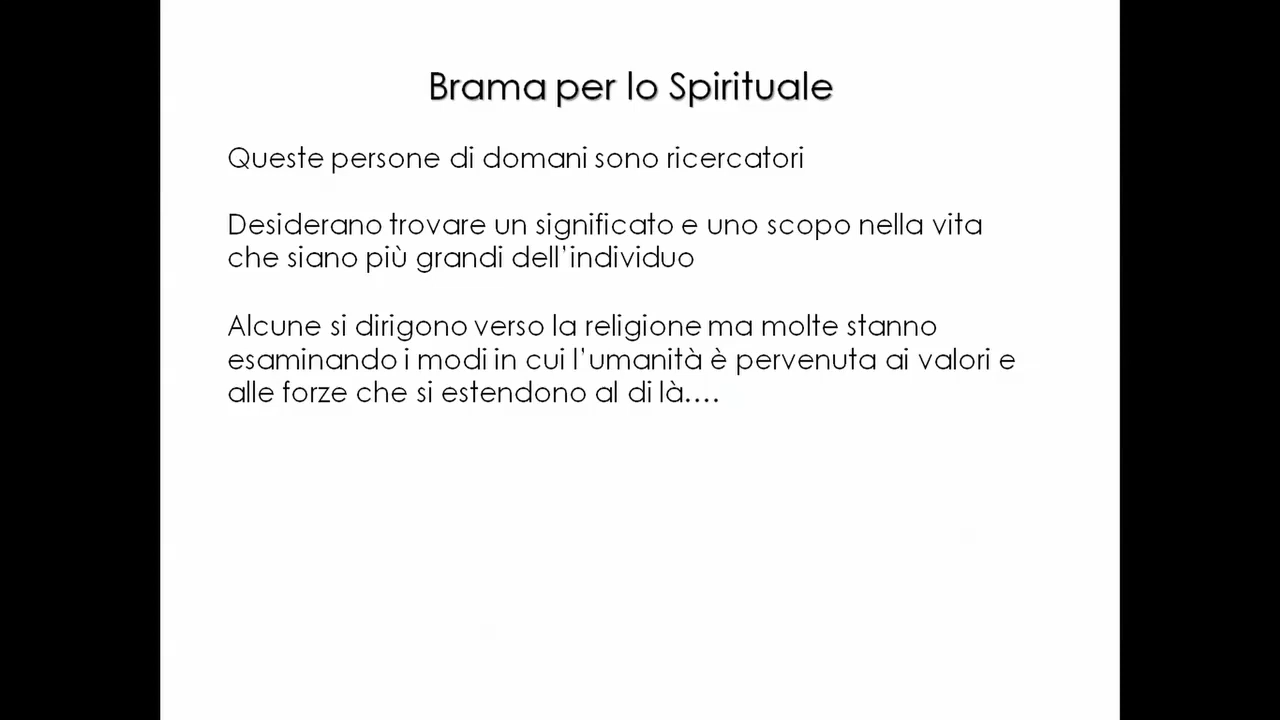 Brama per lo Spirituale
Queste persone di domani sono ricercatori
Desiderano trovare un significato e uno scopo nella vita
che siano più grandi dell’individuo
Alcune si dirigono verso la religione ma molte stanno
esaminando i modi in cui l’umanità è pervenuta ai valori e
alle forze che si estendono al di là....